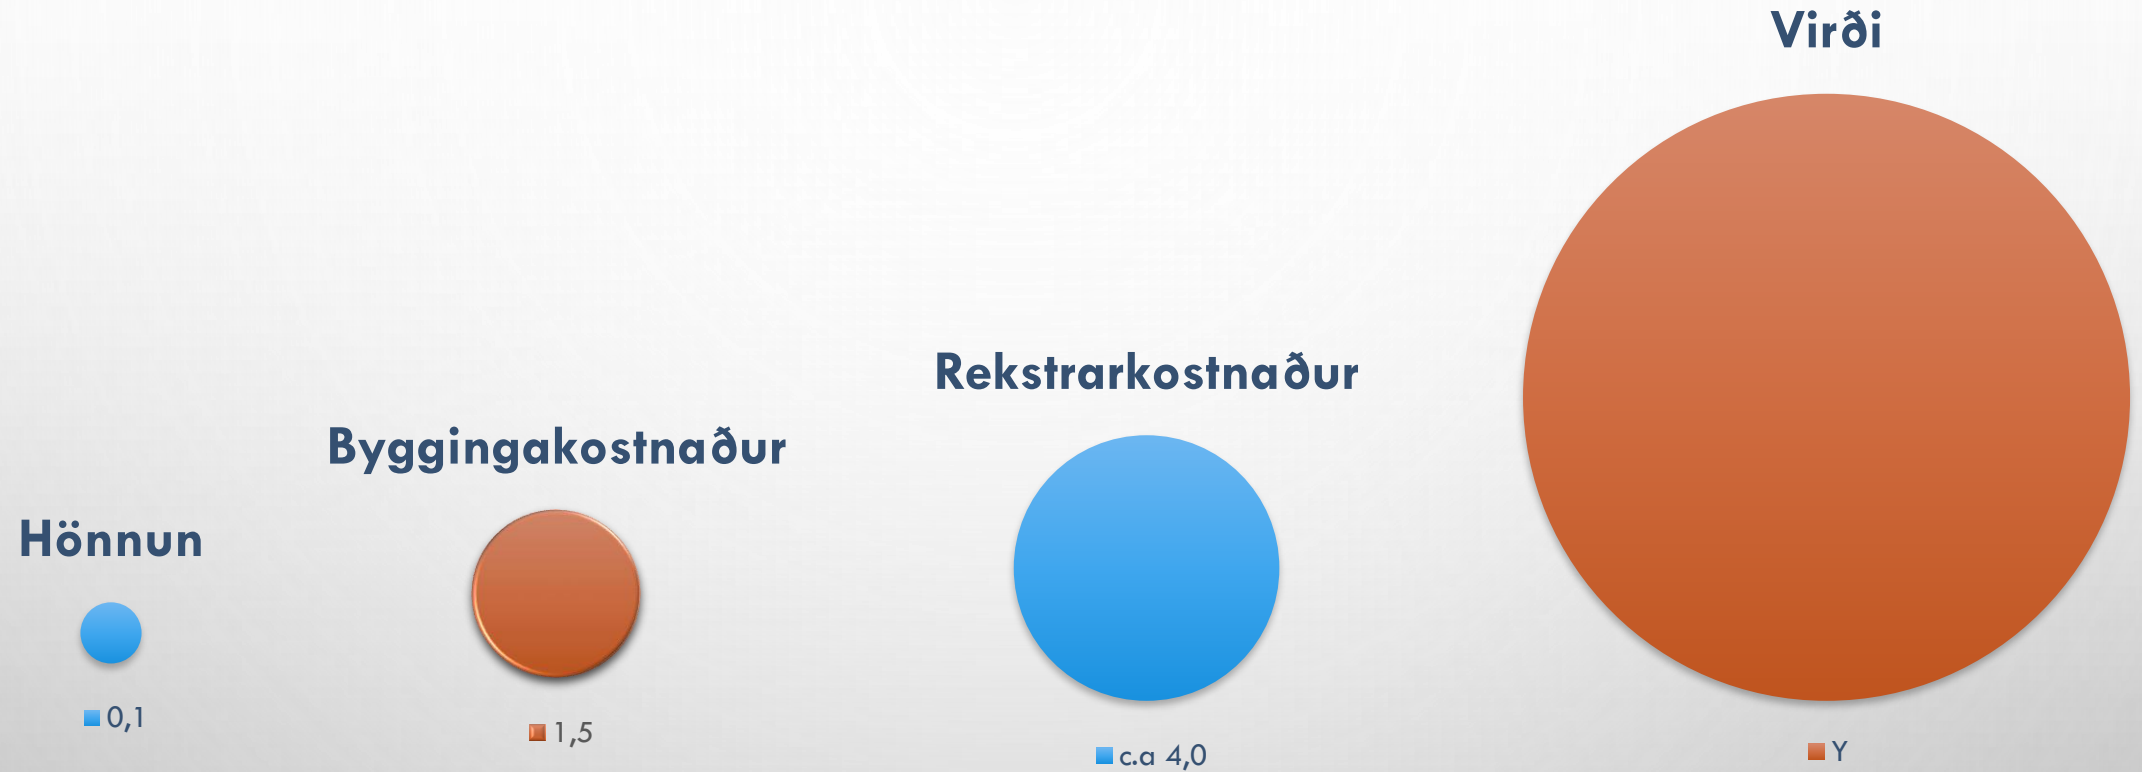 Hönnun
0,1
Byggingakostnaður
1,5
Rekstrarkostnaður
c.a 4,0
Virði
Y